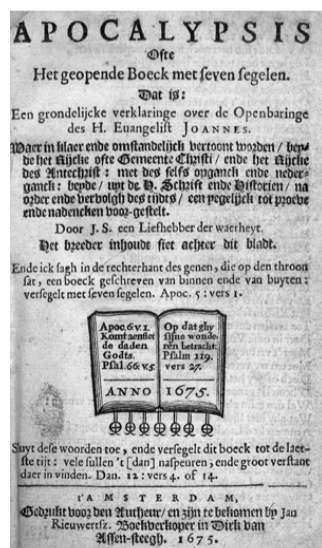 APOCALYPSIS
Ofte
Het geopende Boeck met seven segelen.
Dat is:
Een grondelijcke verklaringe over de Openbaringe
des H. Euangelist JOANNES.
Waer in klaer ende omstandelijck vertoont worden / bey-
de het Rijcke ofte Gemeente Christi / ende het Rijcke
des Antechrist: met des selfs opganck ende neder-
ganck: beyde / uyt de H. Schrift ende Historien / na
order ende vervolgh des tijdts / een yegelijck tot proeve
ende nadencken voor-gestelt.
Door J. S. een Liefhebber der waerheyt.
Het breeder inhoudt siet achter dit bladt.
Ende ick sagh in de rechterhant des genen, die op den throon
sat, een boeck geschreven van binnen ende van buyten:
versegelt met seven segelen. Apoc. 5: vers 1.
Apoc. 6 v. 1.
Komt aensiet
de daden
Godts.
Psal. 66. v. 5.
Op dat ghy
sijne wonde-
ren betracht.
Psalm 119.
vers 27.
ANNO 1675.
Sluyt dese woorden toe, ende versegelt dit boeck tot de laet-
ste tijt: vele sullen 't [dan] naspeuren, ende groot verstant
daer in vinden. Dan. 12: vers 4. of 14.
t'AMSTERDAM,
Gedrukt voor den Autheur / en zijn te bekomen by Jan
Rieuwertsz. Boekverkoper in Dirk van
Assen-steegh. 1675.